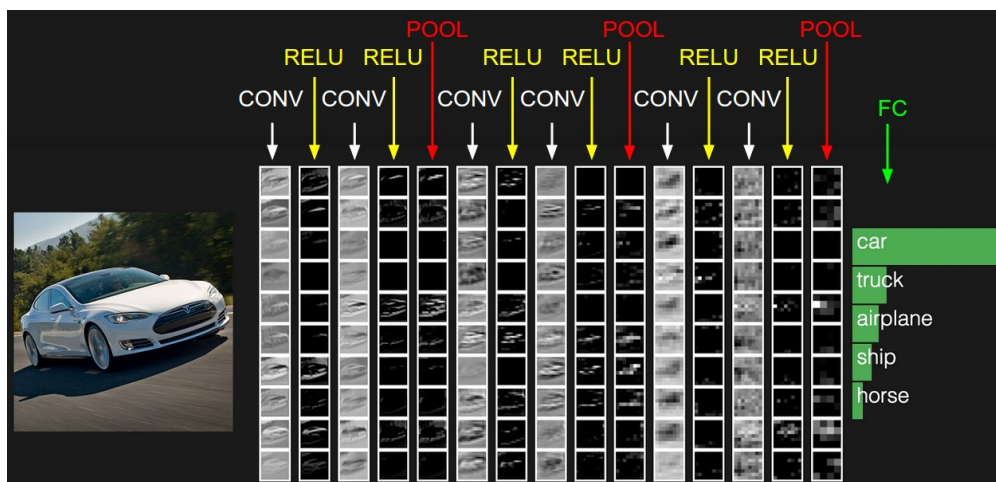 POOL POOL POOL
RELU RELU RELU RELU RELU RELU
CONV CONV CONV CONV CONV CONV
FC
car
truck
airplane
ship
horse